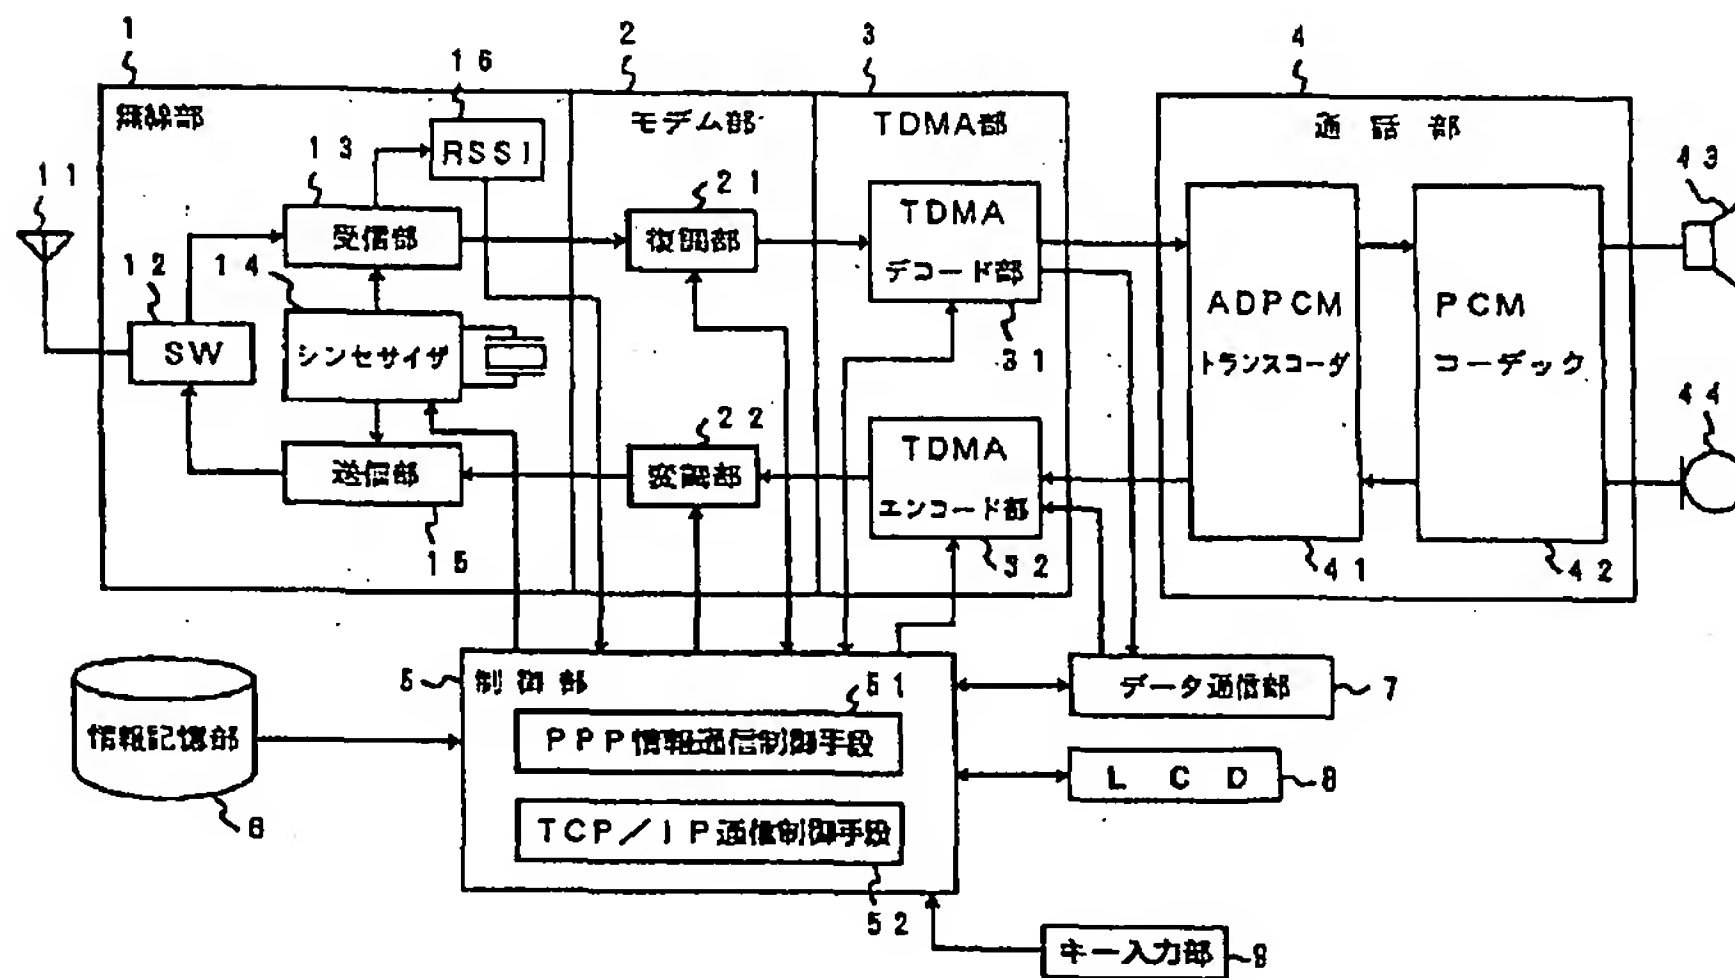 1
2
3
4
16
無線部
モデム部
TDMA部
通話部
13
RSSI
43
11
21
受信部
復調部
TDMA
デコード部
12
14
31
SW
シンセサイザ
ADPCM
トランスコーダ
PCM
コーデック
22
44
送信部
変調部
TDMA
エンコード部
15
32
41
42
5
制御部
51
データ通信部
7
情報記憶部
PPP情報通信制御手段
LCD
8
6
TCP/IP通信制御手段
52
キー入力部
9